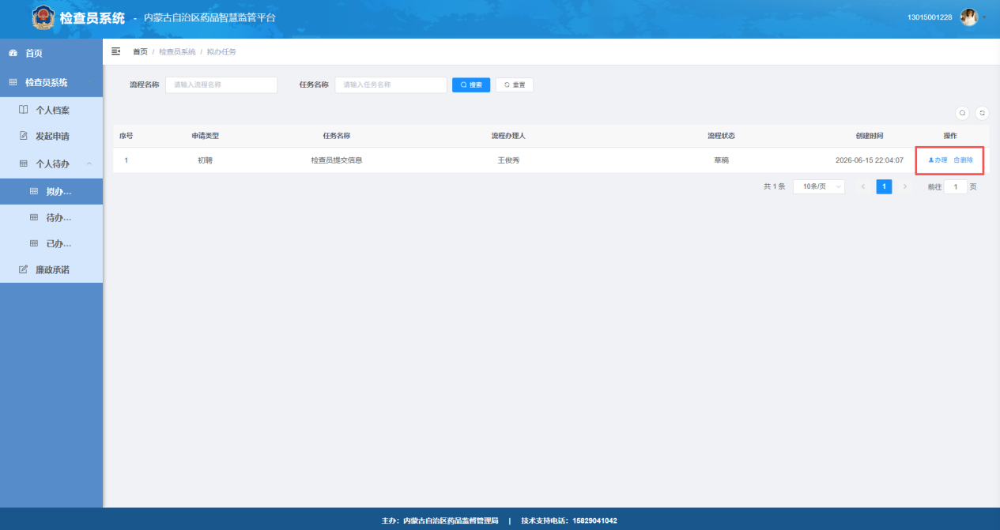 检查员系统 - 内蒙古自治区药品智慧监管平台 13015001228
首页
检查员系统
个人档案
发起申请
个人待办
拟办...
待办...
已办...
廉政承诺
首页 / 检查员系统 / 拟办任务
流程名称 请输入流程名称 任务名称 请输入任务名称 搜索 重置
序号 申请类型 任务名称 流程办理人 流程状态 创建时间 操作
1 初聘 检查员提交信息 王俊秀 草稿 2026-06-15 22:04:07 办理 删除
共 1 条 10条/页 1 前往 1 页
主办：内蒙古自治区药品监督管理局 | 技术支持电话：15829041042